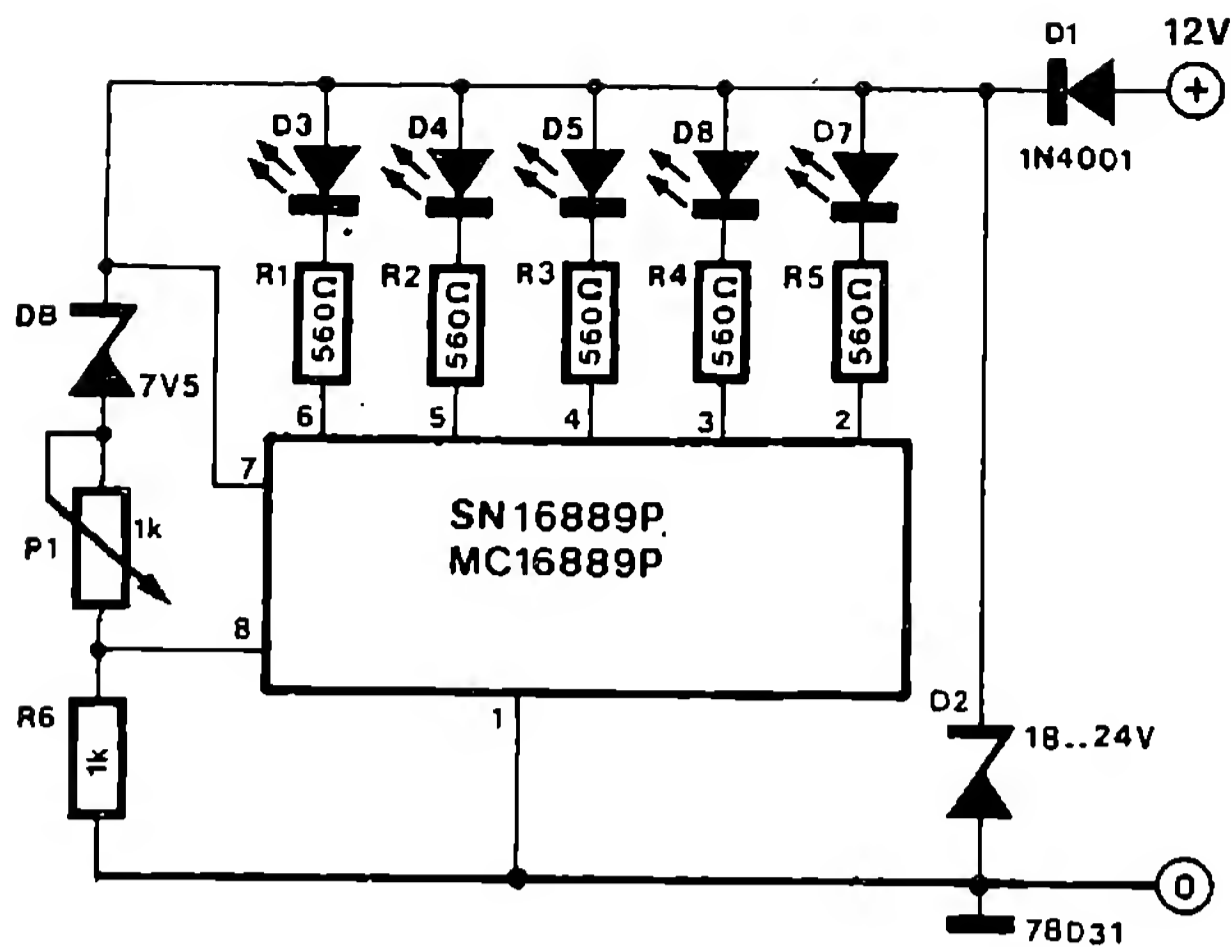 D1
12V
+
1N4001
D3
D4
D5
D8
D7
R1
R2
R3
R4
R5
560Ω
560Ω
560Ω
560Ω
560Ω
D8
7V5
6
5
4
3
2
7
SN16889P
MC16889P
P1
1k
8
R6
1k
1
D2
18..24V
0
78D31